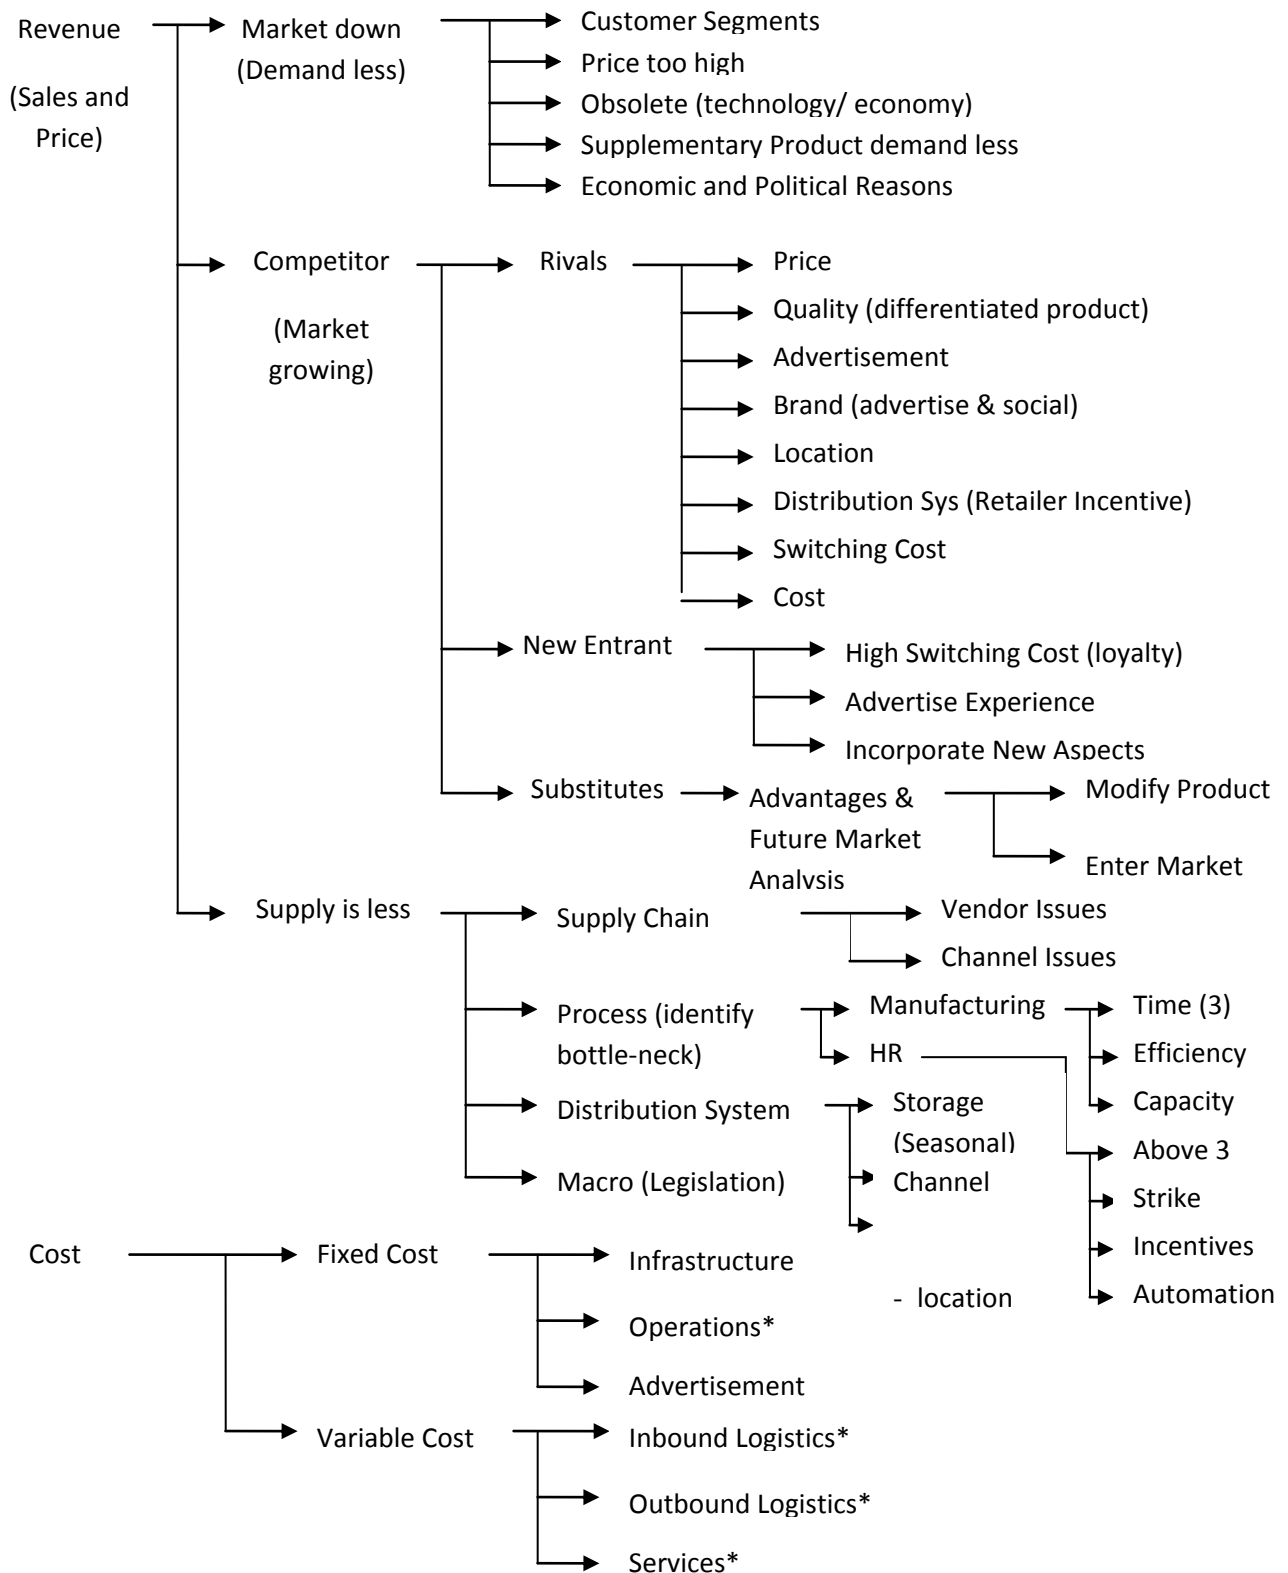 Revenue
(Sales and
Price)
Market down
(Demand less)
Customer Segments
Price too high
Obsolete (technology/ economy)
Supplementary Product demand less
Economic and Political Reasons
Competitor
(Market
growing)
Rivals
Price
Quality (differentiated product)
Advertisement
Brand (advertise & social)
Location
Distribution Sys (Retailer Incentive)
Switching Cost
Cost
New Entrant
High Switching Cost (loyalty)
Advertise Experience
Incorporate New Aspects
Substitutes
Advantages &
Future Market
Analysis
Modify Product
Enter Market
Supply is less
Supply Chain
Vendor Issues
Channel Issues
Process (identify
bottle-neck)
Manufacturing
Time (3)
Efficiency
Capacity
HR
Above 3
Strike
Incentives
Automation
Distribution System
Storage
(Seasonal)
Channel
- location
Macro (Legislation)
Cost
Fixed Cost
Infrastructure
Operations*
Advertisement
Variable Cost
Inbound Logistics*
Outbound Logistics*
Services*